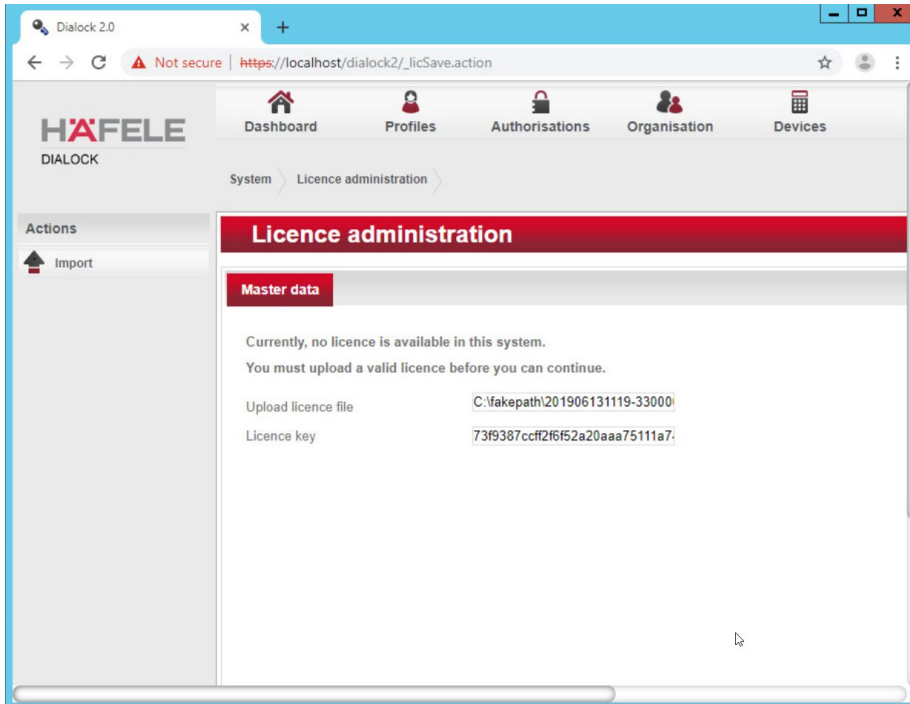 Dialock 2.0
Not secure | https://localhost/dialock2/_licSave.action
HÄFELE
DIALOCK
Dashboard Profiles Authorisations Organisation Devices
System Licence administration
Actions
Import
Licence administration
Master data
Currently, no licence is available in this system.
You must upload a valid licence before you can continue.
Upload licence file C:\fakepath\201906131119-33000
Licence key 73f9387ccff2f6f52a20aaa75111a7